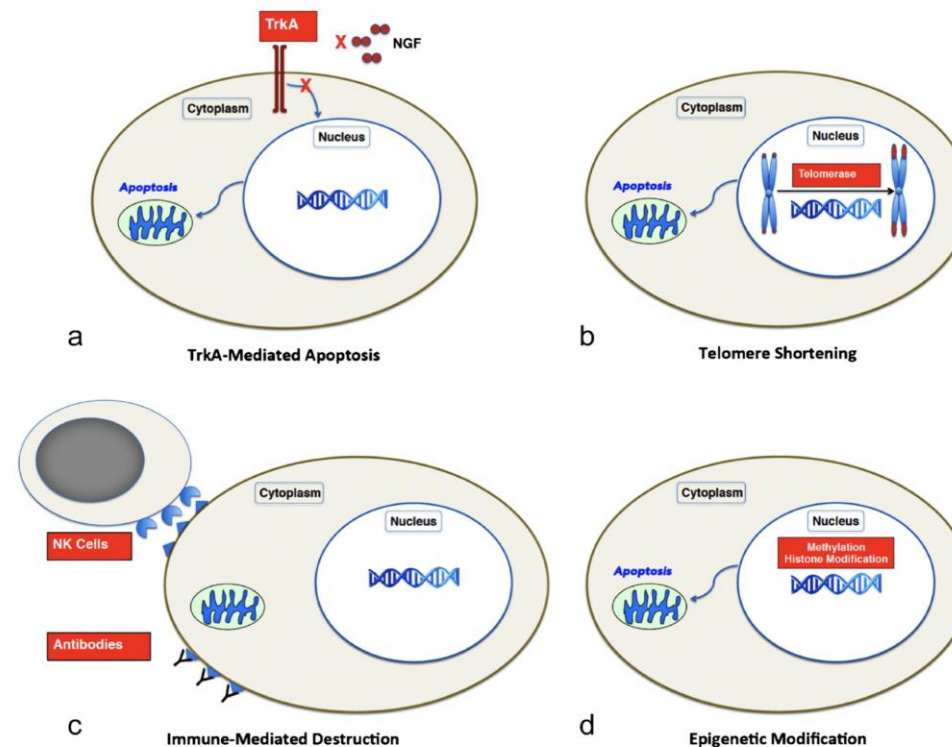 TrkA
X
NGF
X
Cytoplasm
Nucleus
Apoptosis
a
TrkA-Mediated Apoptosis
Cytoplasm
Nucleus
Telomerase
Apoptosis
b
Telomere Shortening
Cytoplasm
Nucleus
NK Cells
Antibodies
c
Immune-Mediated Destruction
Cytoplasm
Nucleus
Methylation
Histone Modification
Apoptosis
d
Epigenetic Modification